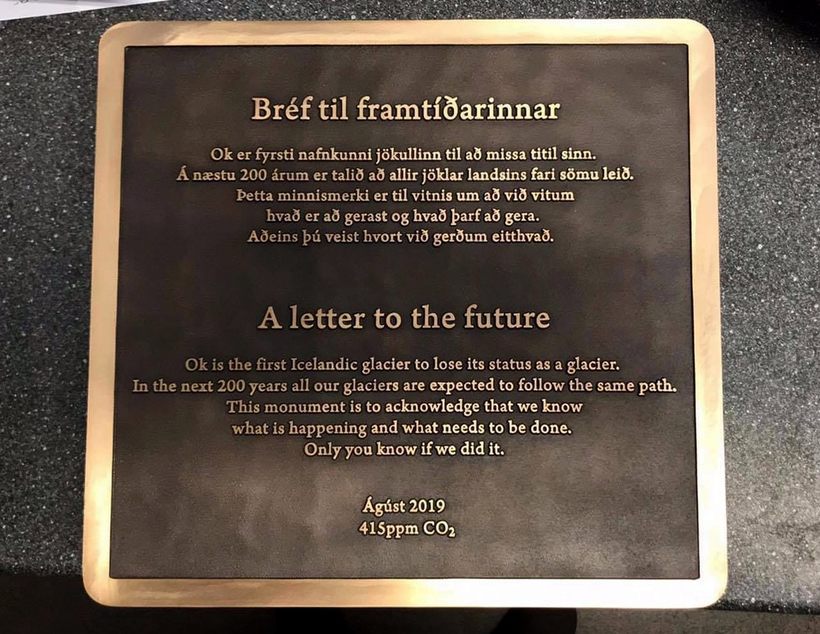 Bréf til framtíðarinnar
Ok er fyrsti nafnkunni jökullinn til að missa titil sinn.
Á næstu 200 árum er talið að allir jöklar landsins fari sömu leið.
Þetta minnismerki er til vitnis um að við vitum
hvað er að gerast og hvað þarf að gera.
Aðeins þú veist hvort við gerðum eitthvað.
A letter to the future
Ok is the first Icelandic glacier to lose its status as a glacier.
In the next 200 years all our glaciers are expected to follow the same path.
This monument is to acknowledge that we know
what is happening and what needs to be done.
Only you know if we did it.
Ágúst 2019
415ppm CO₂